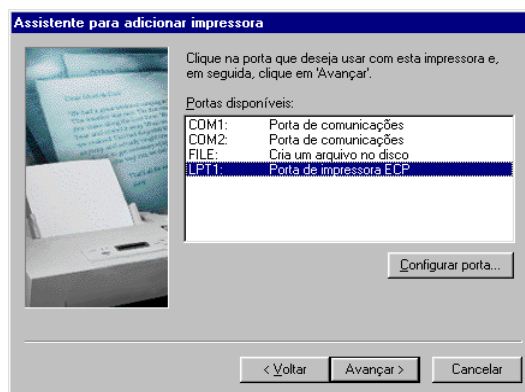 Assistente para adicionar impressora
Clique na porta que deseja usar com esta impressora e,
em seguida, clique em 'Avançar'.
Portas disponíveis:
COM1: Porta de comunicações
COM2: Porta de comunicações
FILE: Cria um arquivo no disco
LPT1: Porta de impressora ECP
Configurar porta...
< Voltar
Avançar >
Cancelar